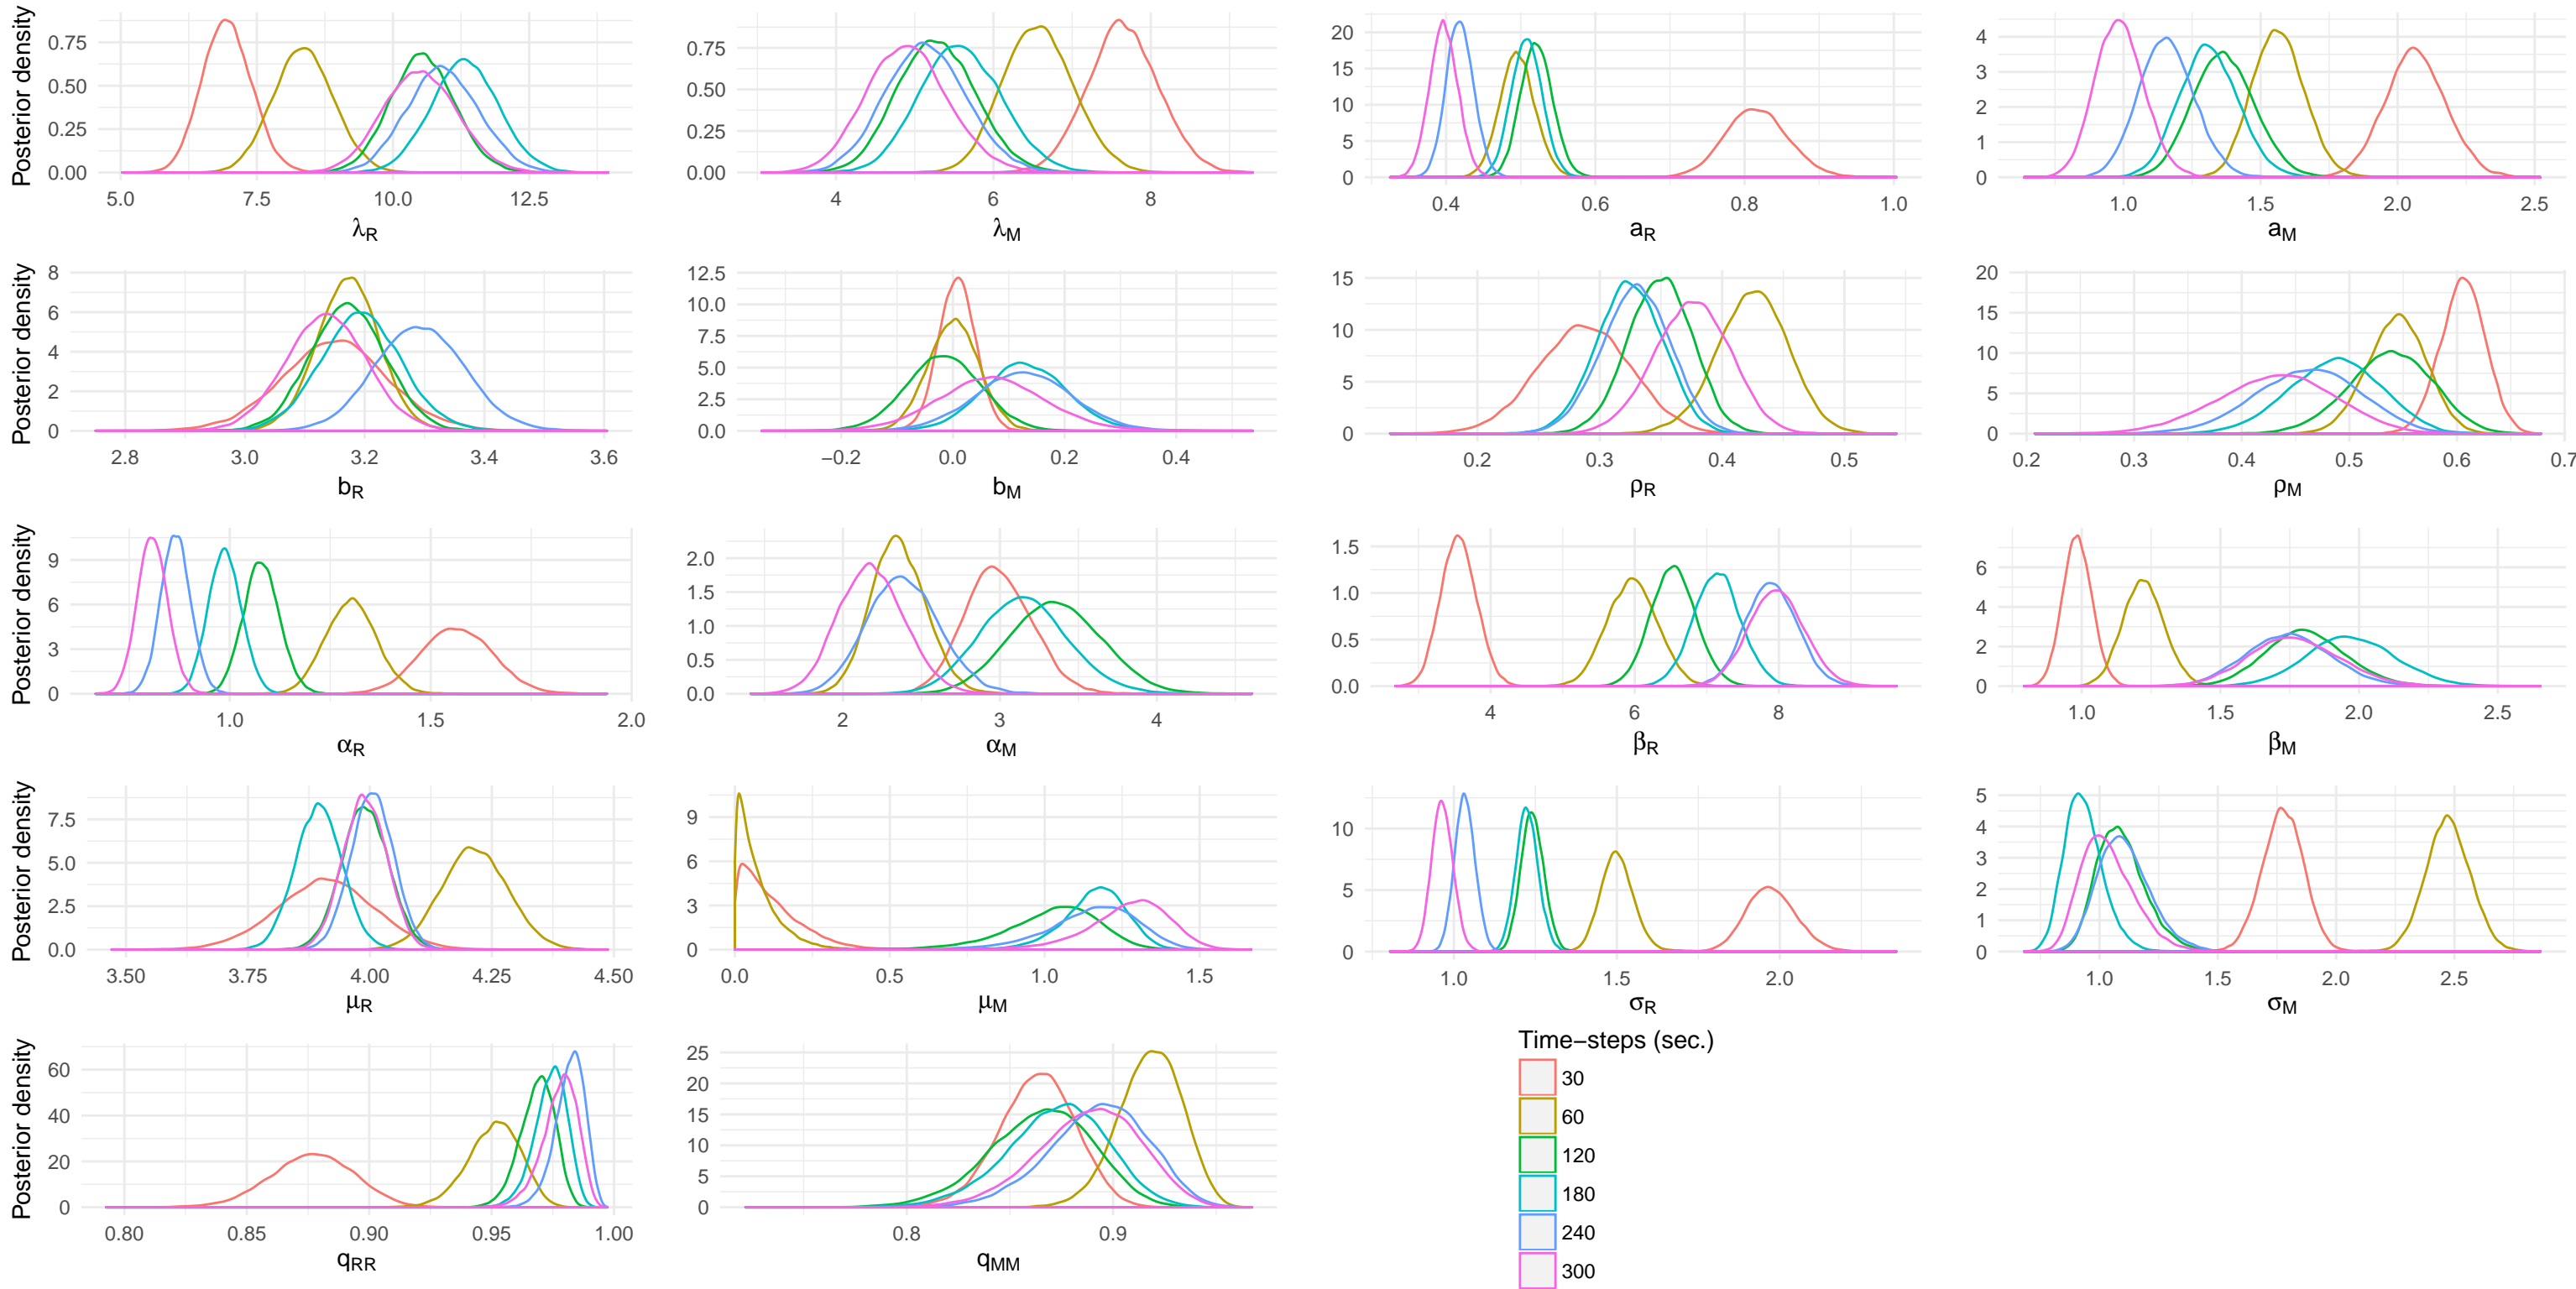 Posterior density
0.75
0.50
0.25
0.00
5.0 7.5 10.0 12.5
λR
0.75
0.50
0.25
0.00
4 6 8
λM
20
15
10
5
0
0.4 0.6 0.8 1.0
aR
4
3
2
1
0
1.0 1.5 2.0 2.5
aM
Posterior density
8
6
4
2
0
2.8 3.0 3.2 3.4 3.6
bR
12.5
10.0
7.5
5.0
2.5
0.0
−0.2 0.0 0.2 0.4
bM
15
10
5
0
0.2 0.3 0.4 0.5
ρR
20
15
10
5
0
0.2 0.3 0.4 0.5 0.6 0.7
ρM
Posterior density
9
6
3
0
1.0 1.5 2.0
αR
2.0
1.5
1.0
0.5
0.0
2 3 4
αM
1.5
1.0
0.5
0.0
4 6 8
βR
6
4
2
0
1.0 1.5 2.0 2.5
βM
Posterior density
7.5
5.0
2.5
0.0
3.50 3.75 4.00 4.25 4.50
μR
9
6
3
0
0.0 0.5 1.0 1.5
μM
10
5
0
1.0 1.5 2.0
σR
5
4
3
2
1
0
1.0 1.5 2.0 2.5
σM
Posterior density
60
40
20
0
0.80 0.85 0.90 0.95 1.00
qRR
25
20
15
10
5
0
0.8 0.9
qMM
Time−steps (sec.)
30
60
120
180
240
300